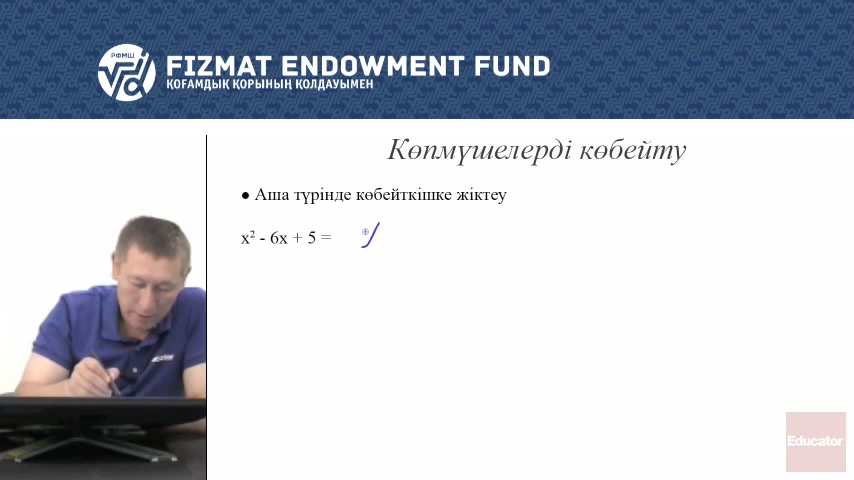 РФМШ
FIZMAT ENDOWMENT FUND
ҚОҒАМДЫҚ ҚОРЫНЫҢ ҚОЛДАУЫМЕН
Көпмүшелерді көбейту
● Аша түрінде көбейткішке жіктеу
x² - 6x + 5 =
Educator